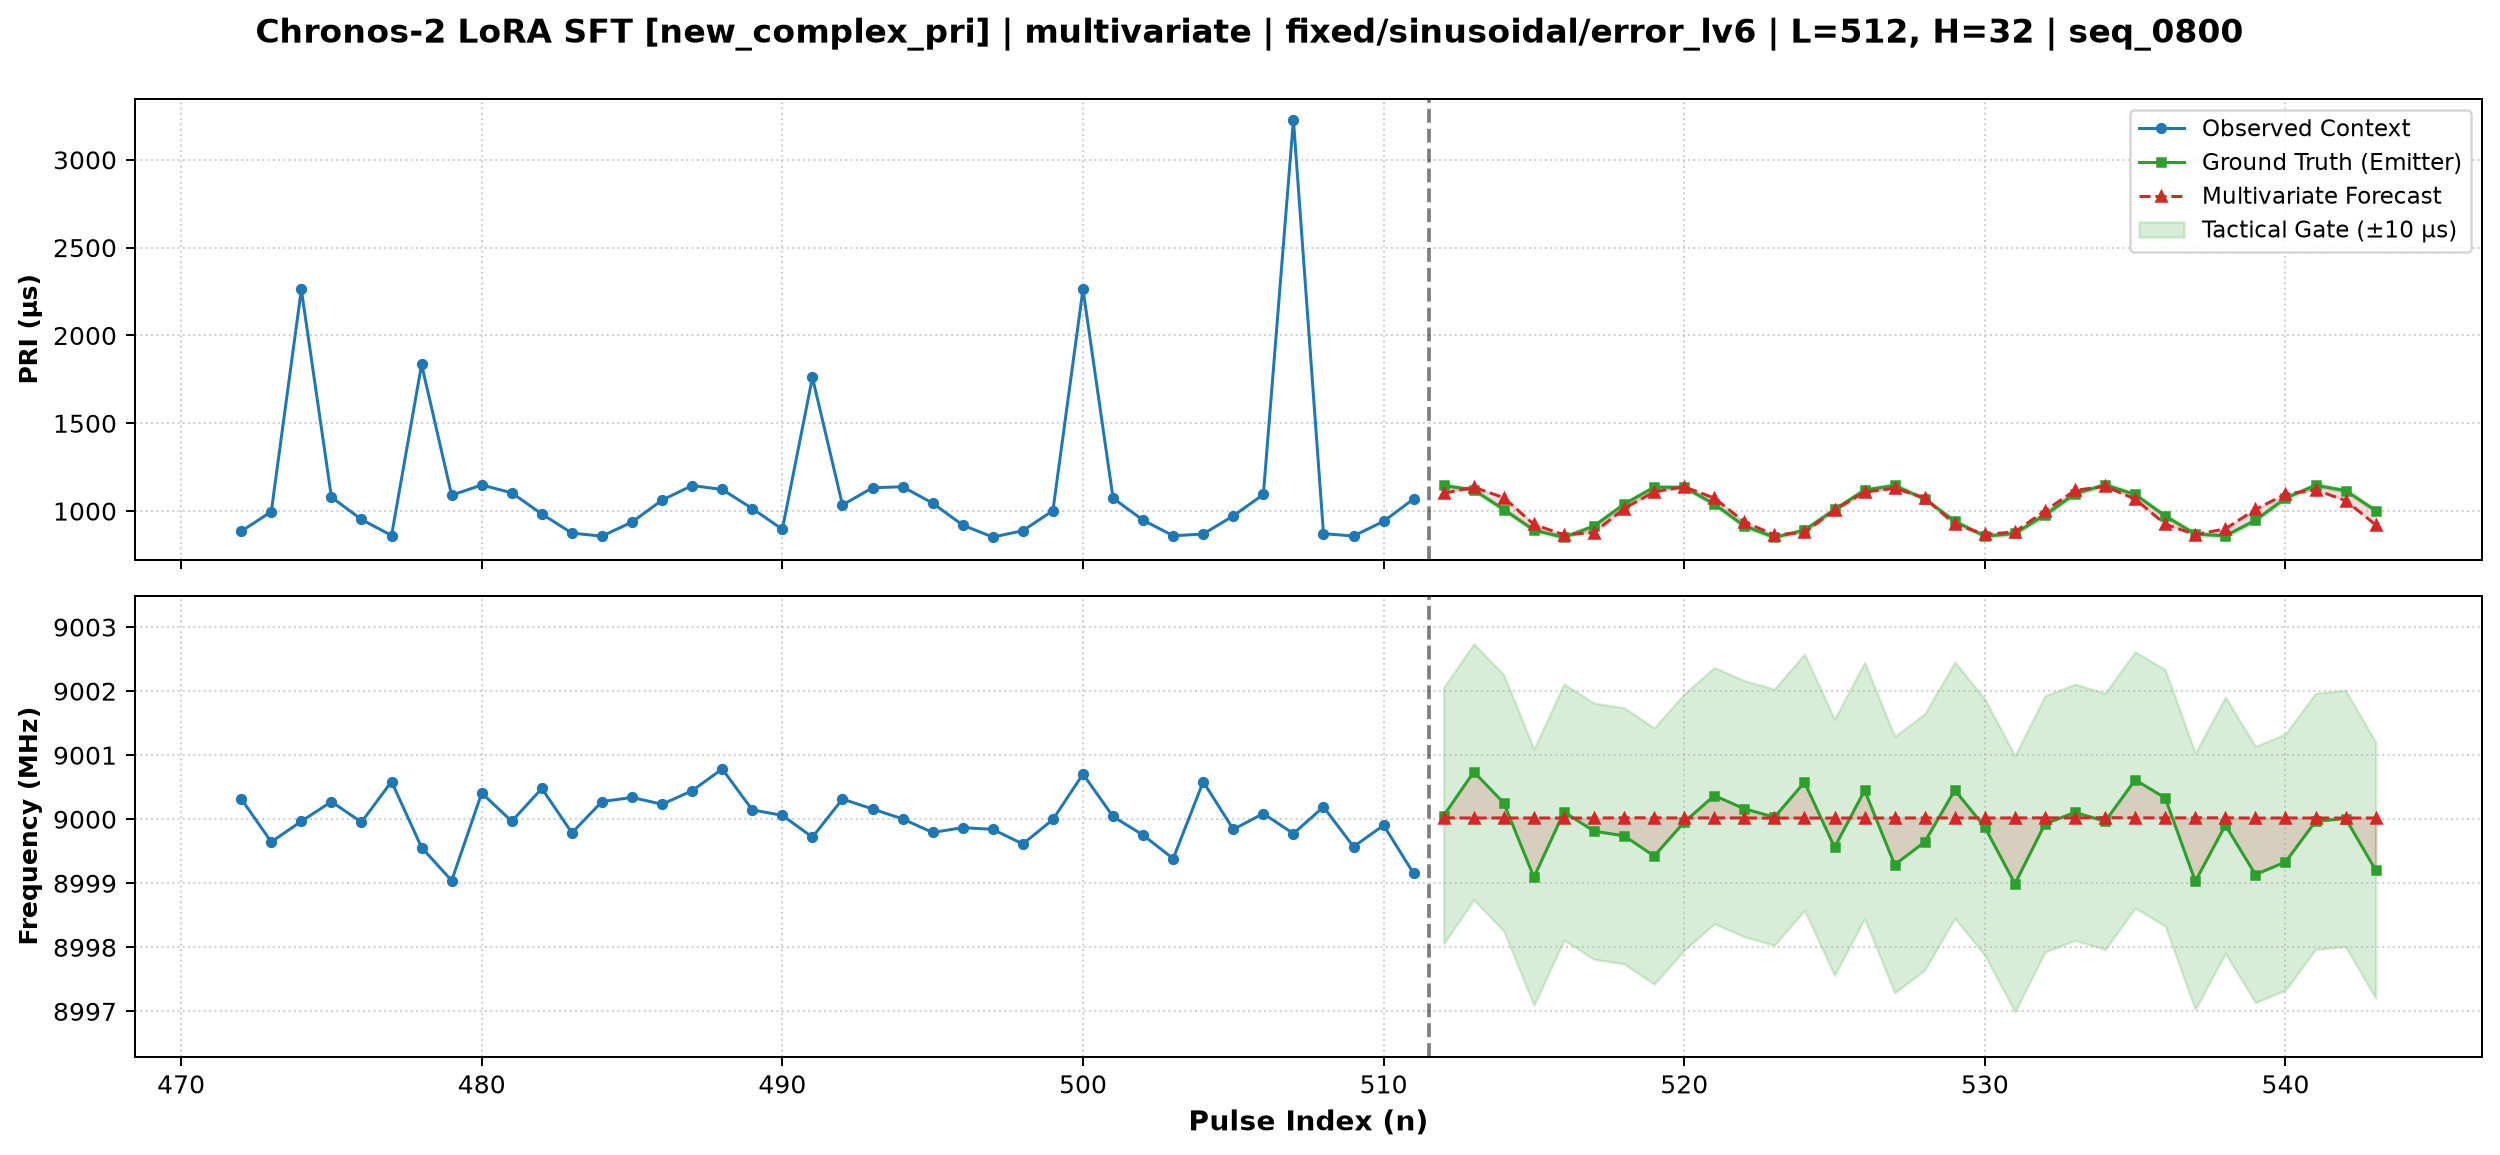 Chronos-2 LoRA SFT [new_complex_pri] | multivariate | fixed/sinusoidal/error_lv6 | L=512, H=32 | seq_0800
PRI (µs)
3000
2500
2000
1500
1000
Observed Context
Ground Truth (Emitter)
Multivariate Forecast
Tactical Gate (±10 µs)
Frequency (MHz)
9003
9002
9001
9000
8999
8998
8997
470 480 490 500 510 520 530 540
Pulse Index (n)